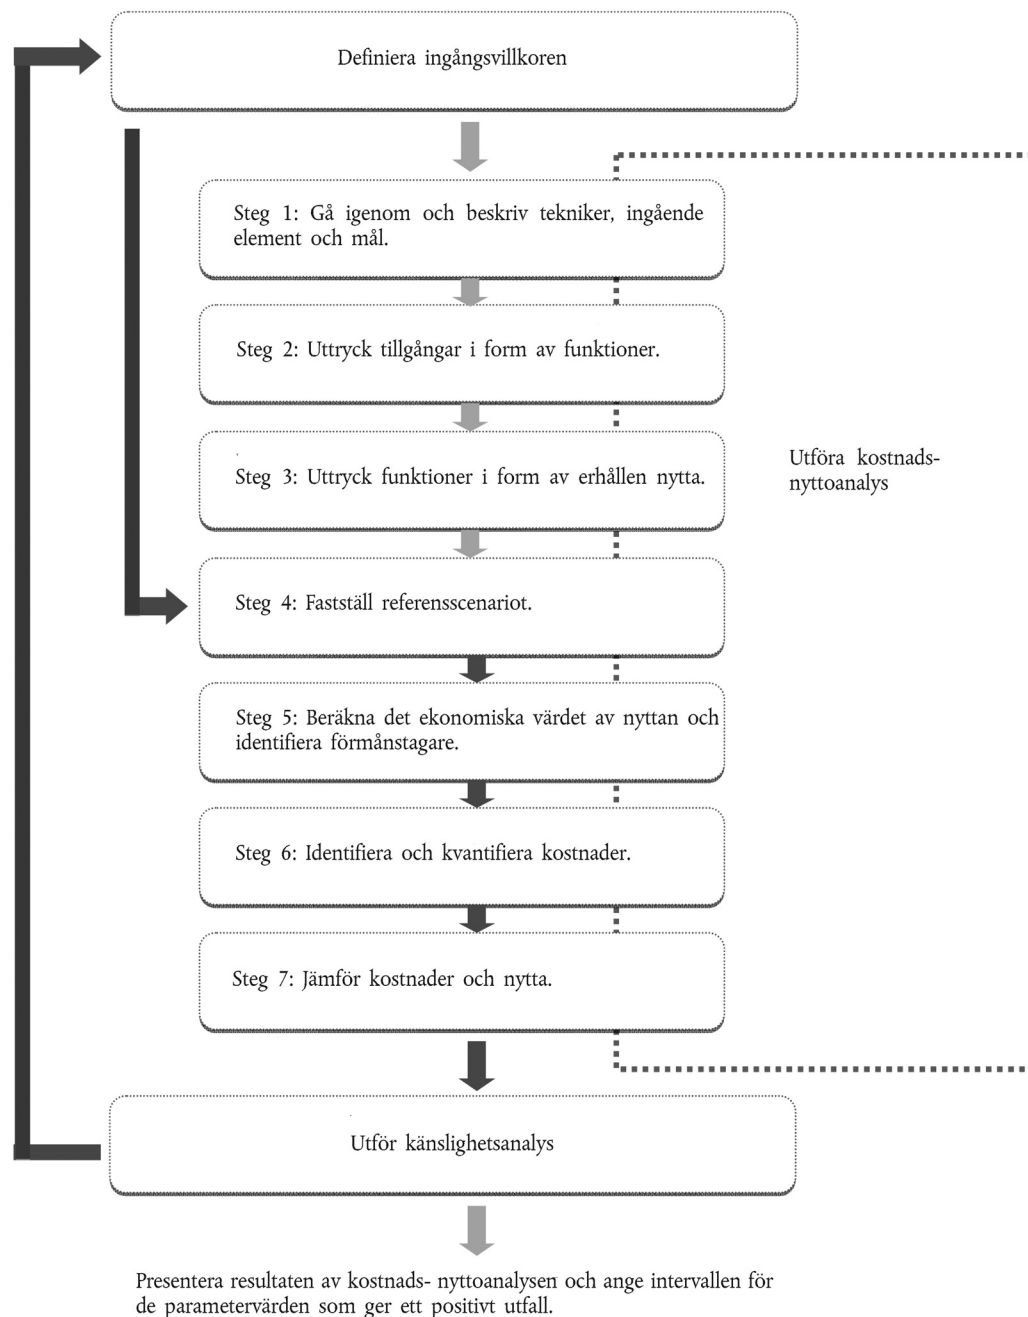 Definiera ingångsvillkoren
Steg 1: Gå igenom och beskriv tekniker, ingående
element och mål.
Steg 2: Uttryck tillgångar i form av funktioner.
Steg 3: Uttryck funktioner i form av erhållen nytta.
Utföra kostnads-
nyttoanalys
Steg 4: Fastställ referensscenariot.
Steg 5: Beräkna det ekonomiska värdet av nyttan och
identifiera förmånstagare.
Steg 6: Identifiera och kvantifiera kostnader.
Steg 7: Jämför kostnader och nytta.
Utför känslighetsanalys
Presentera resultaten av kostnads- nyttoanalysen och ange intervallen för
de parametervärden som ger ett positivt utfall.